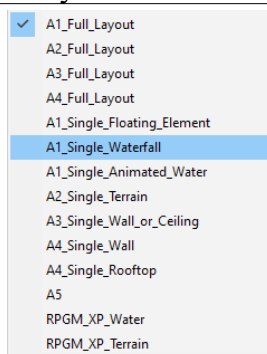 A1_Full_Layout
A2_Full_Layout
A3_Full_Layout
A4_Full_Layout
A1_Single_Floating_Element
A1_Single_Waterfall
A1_Single_Animated_Water
A2_Single_Terrain
A3_Single_Wall_or_Ceiling
A4_Single_Wall
A4_Single_Rooftop
A5
RPGM_XP_Water
RPGM_XP_Terrain